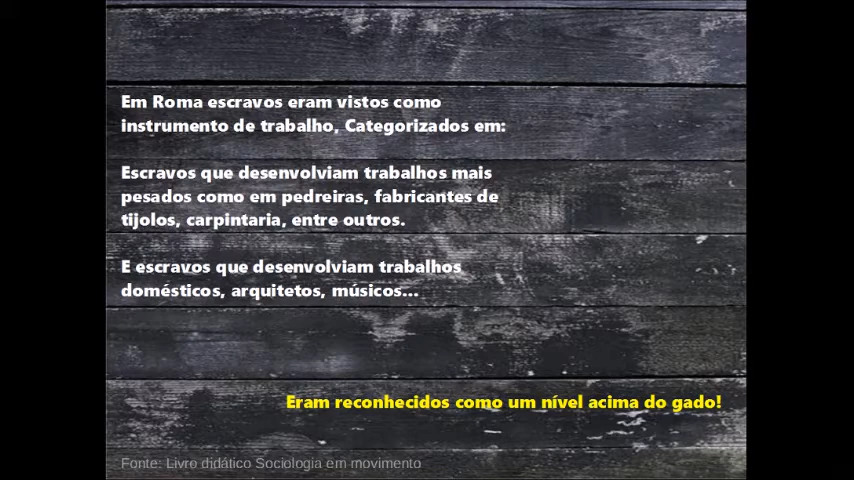 Em Roma escravos eram vistos como
instrumento de trabalho, Categorizados em:
Escravos que desenvolviam trabalhos mais
pesados como em pedreiras, fabricantes de
tijolos, carpintaria, entre outros.
E escravos que desenvolviam trabalhos
domésticos, arquitetos, músicos...
Eram reconhecidos como um nível acima do gado!
Fonte: Livro didático Sociologia em movimento